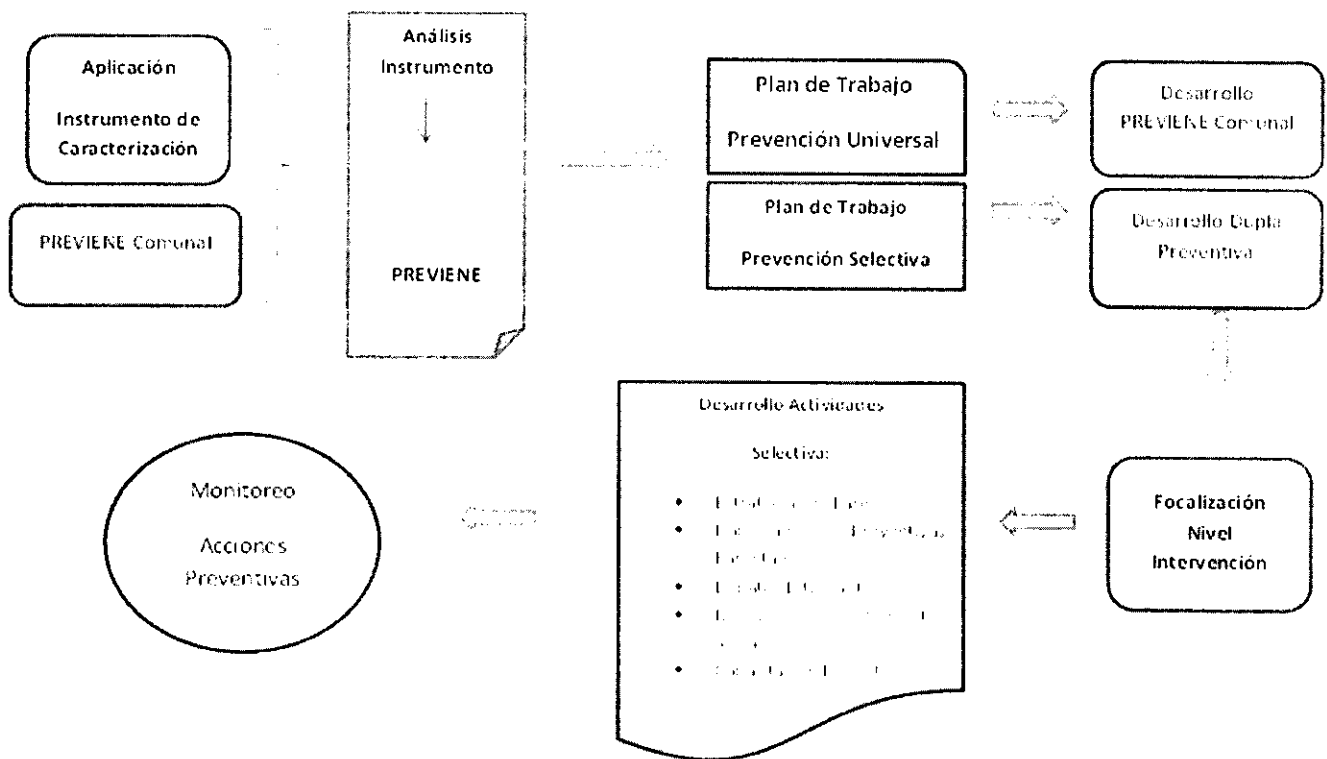 Aplicación
Instrumento de
Caracterización
PREVIENE Comunal
Análisis
Instrumento
PREVIENE
Plan de Trabajo
Prevención Universal
Plan de Trabajo
Prevención Selectiva
Desarrollo
PREVIENE Comunal
Desarrollo Dupla
Preventiva
Focalización
Nivel
Intervención
Desarrollo Actividades
Selectiva:
Monitoreo
Acciones
Preventivas